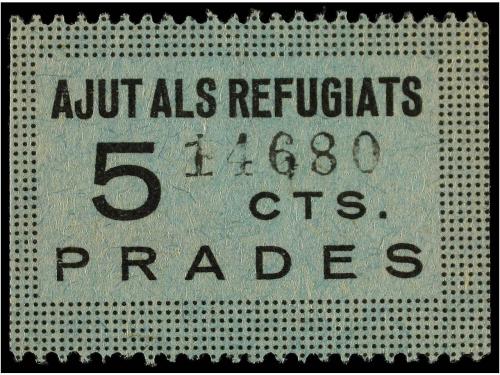 AJUT ALS REFUGIATS
14680
5 CTS.
PRADES